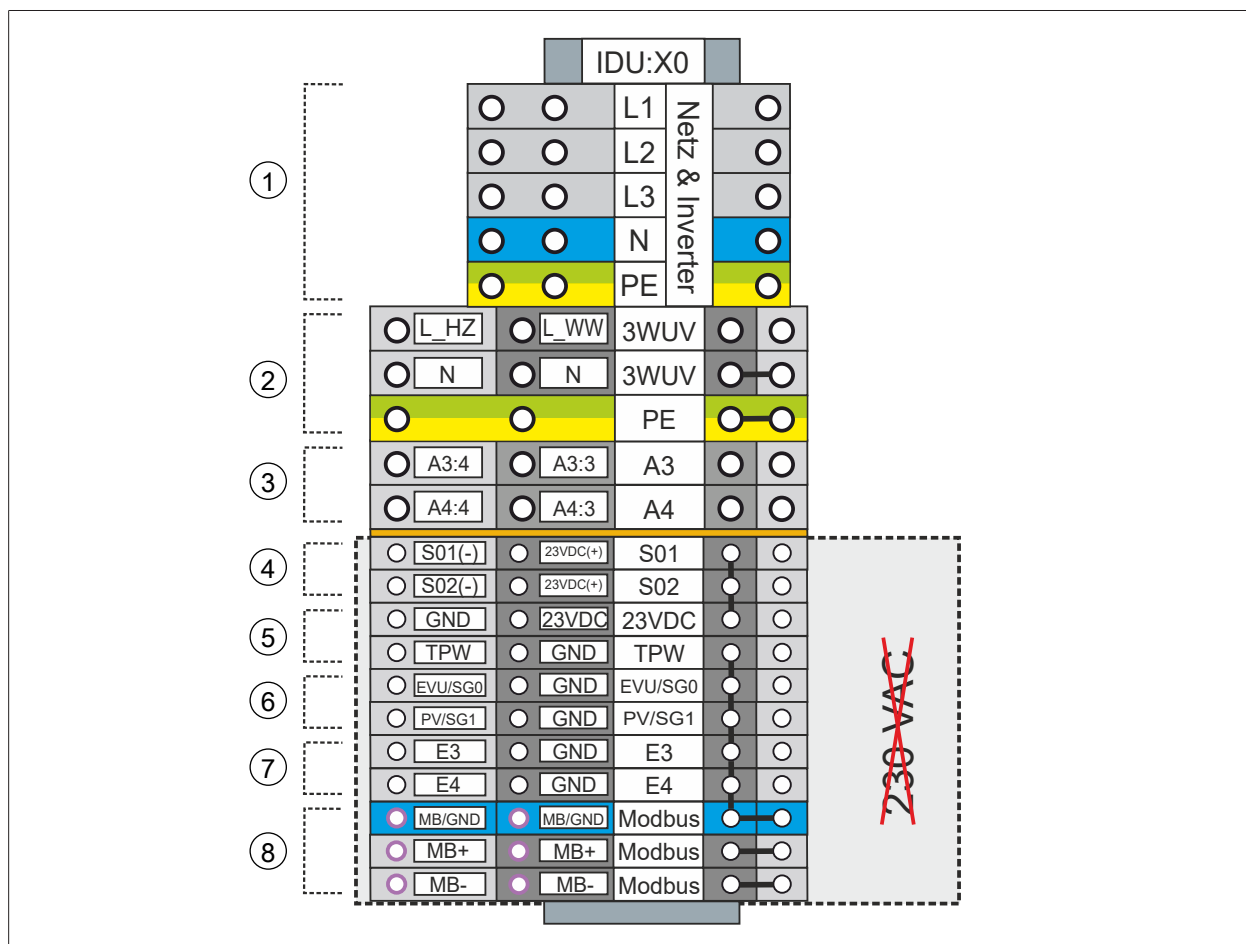 IDU:X0
L1
L2
L3
N
PE
Netz & Inverter
1
L_HZ L_WW 3WUV
2
N N 3WUV
PE
3
A3:4 A3:3 A3
A4:4 A4:3 A4
4
S01(-) 23VDC(+) S01
S02(-) 23VDC(+) S02
5
GND 23VDC 23VDC
TPW GND TPW
6
EVU/SG0 GND EVU/SG0
PV/SG1 GND PV/SG1
7
E3 GND E3
E4 GND E4
8
MB/GND MB/GND Modbus
MB+ MB+ Modbus
MB- MB- Modbus
230 VAC